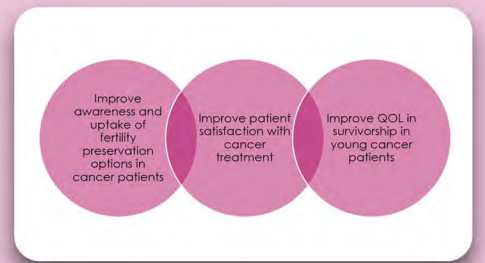 Improve
awareness and
uptake of
fertility
preservation
options in
cancer patients
Improve patient
satisfaction with
cancer
treatment
Improve QOL in
survivorship in
young cancer
patients